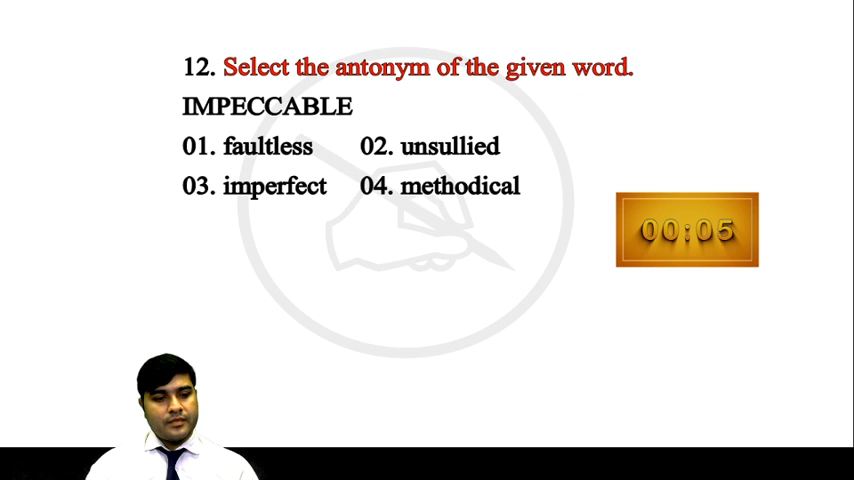 12. Select the antonym of the given word.
IMPECCABLE
01. faultless 02. unsullied
03. imperfect 04. methodical
00:05